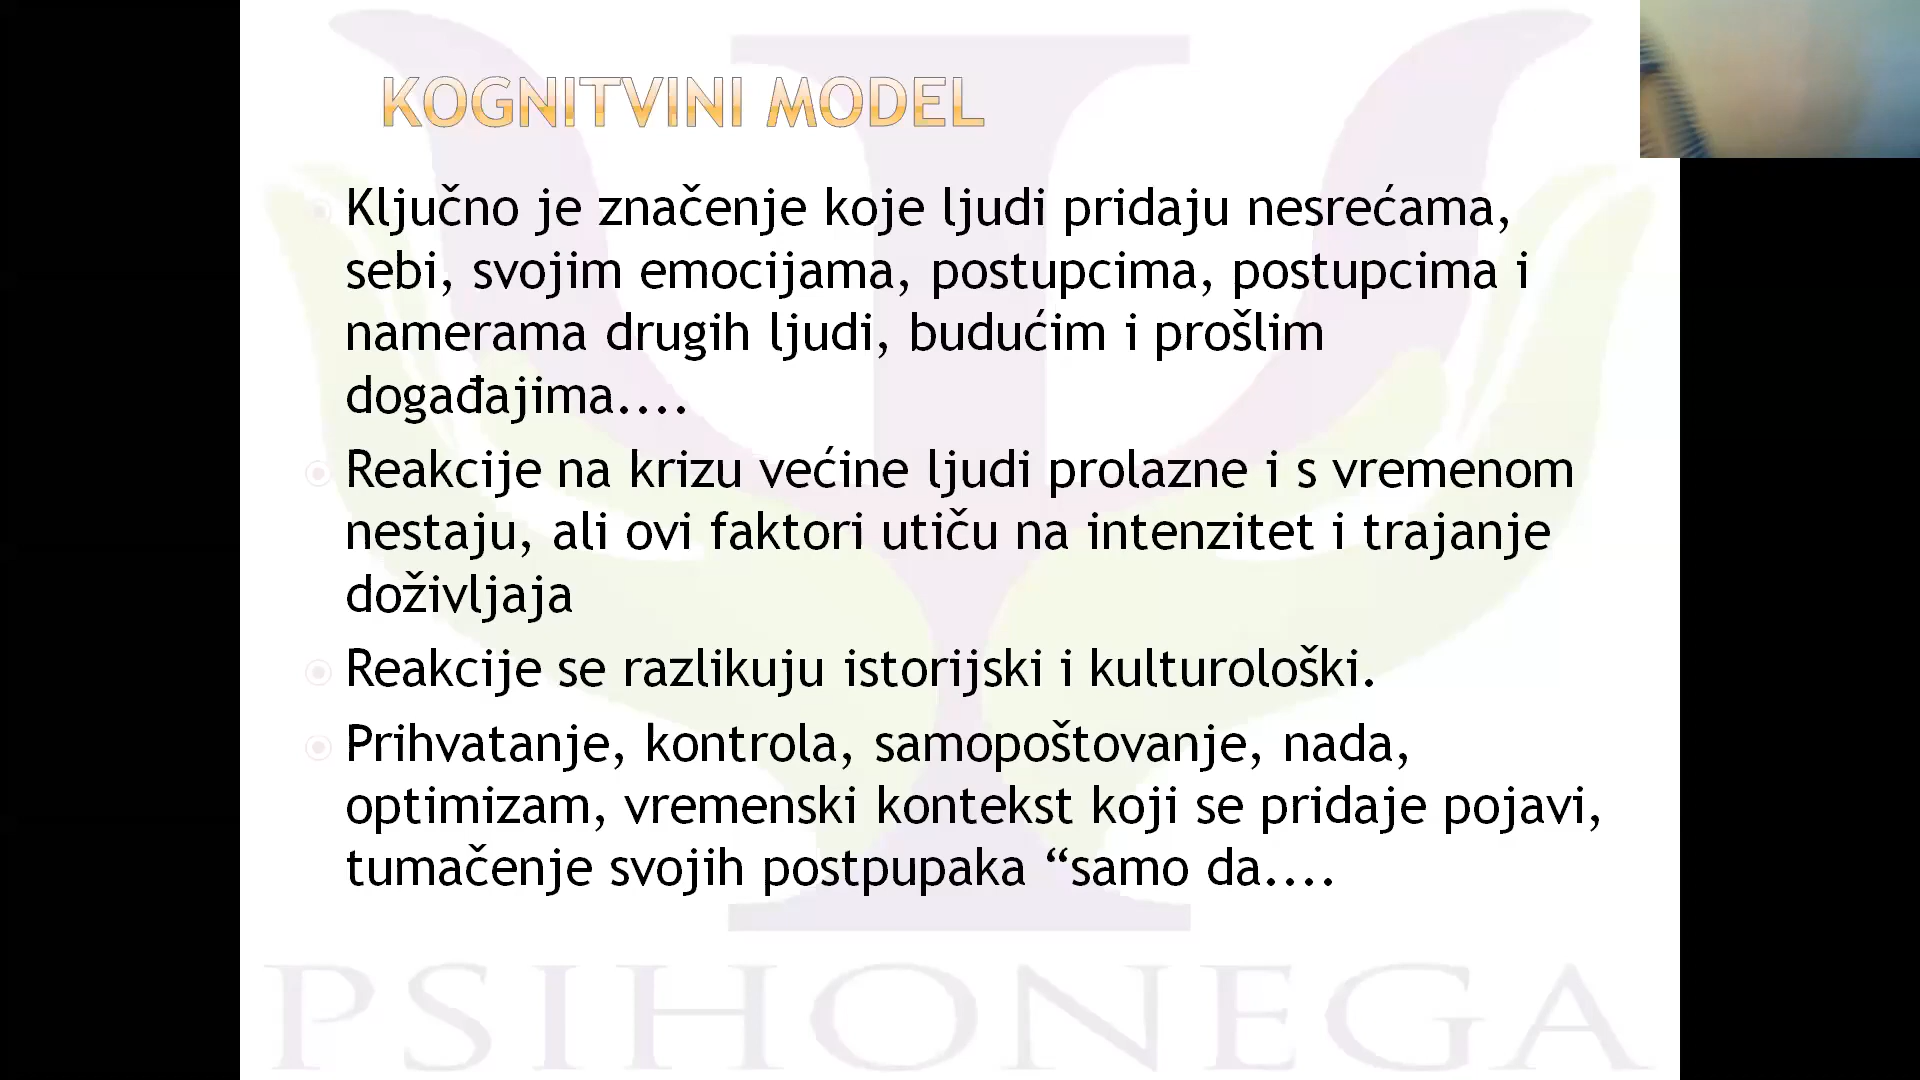 KOGNITVINI MODEL
Ključno je značenje koje ljudi pridaju nesrećama,
sebi, svojim emocijama, postupcima, postupcima i
namerama drugih ljudi, budućim i prošlim
događajima....
Reakcije na krizu većine ljudi prolazne i s vremenom
nestaju, ali ovi faktori utiču na intenzitet i trajanje
doživljaja
Reakcije se razlikuju istorijski i kulturološki.
Prihvatanje, kontrola, samopoštovanje, nada,
optimizam, vremenski kontekst koji se pridaje pojavi,
tumačenje svojih postpupaka “samo da....
PSIHONEGA